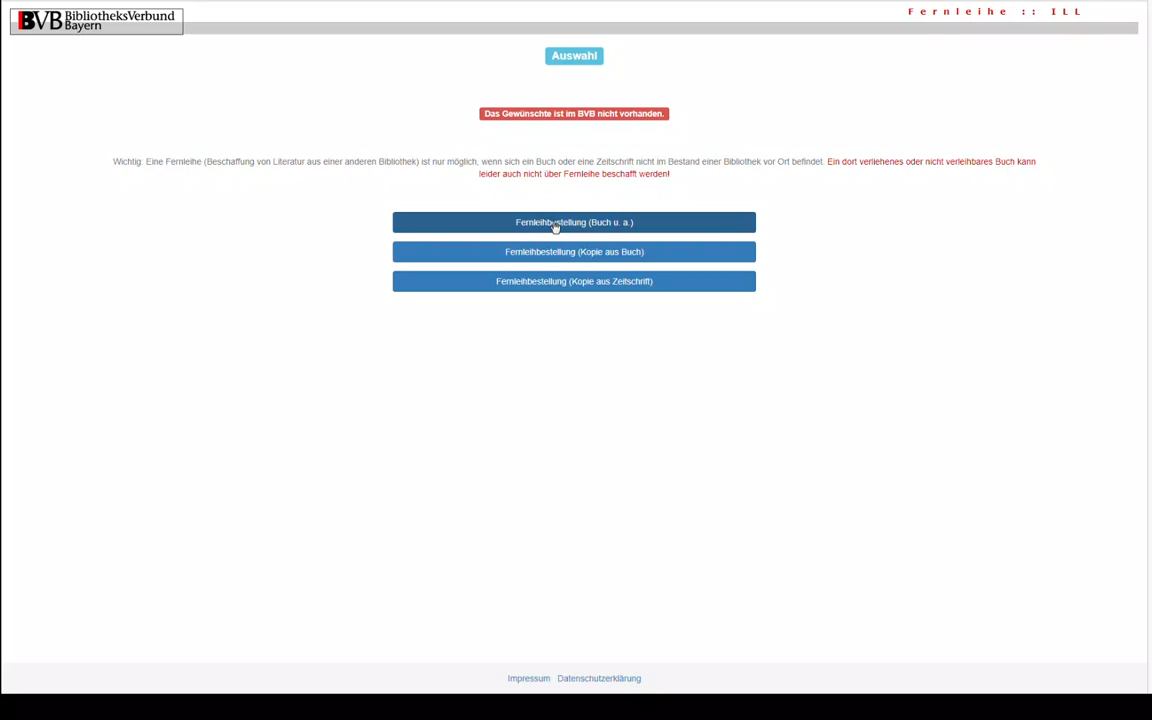 BVB BibliotheksVerbund
Bayern
Fernleihe :: ILL
Auswahl
Das Gewünschte ist im BVB nicht vorhanden.
Wichtig: Eine Fernleihe (Beschaffung von Literatur aus einer anderen Bibliothek) ist nur möglich, wenn sich ein Buch oder eine Zeitschrift nicht im Bestand einer Bibliothek vor Ort befindet. Ein dort verliehenes oder nicht verleihbares Buch kann
leider auch nicht über Fernleihe beschafft werden!
Fernleihbestellung (Buch u. a.)
Fernleihbestellung (Kopie aus Buch)
Fernleihbestellung (Kopie aus Zeitschrift)
Impressum Datenschutzerklärung